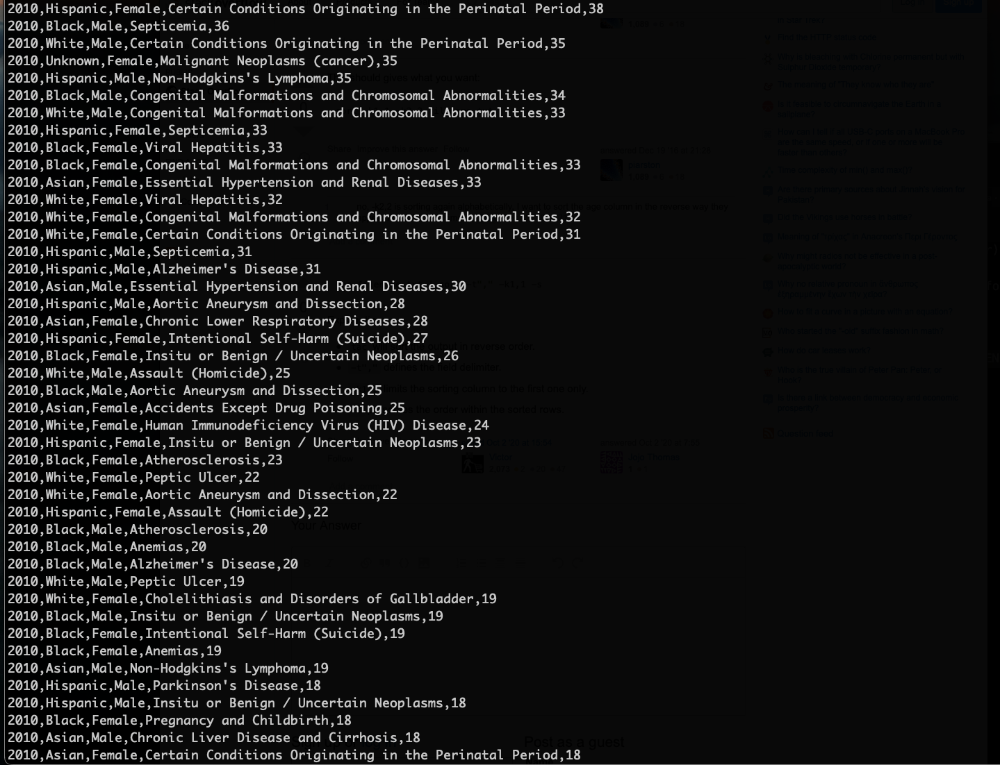 2010,Hispanic,Female,Certain Conditions Originating in the Perinatal Period,38
2010,Black,Male,Septicemia,36
2010,White,Male,Certain Conditions Originating in the Perinatal Period,35
2010,Unknown,Female,Malignant Neoplasms (cancer),35
2010,Hispanic,Male,Non-Hodgkins's Lymphoma,35
2010,Black,Male,Congenital Malformations and Chromosomal Abnormalities,34
2010,White,Male,Congenital Malformations and Chromosomal Abnormalities,33
2010,Hispanic,Female,Septicemia,33
2010,Black,Female,Viral Hepatitis,33
2010,Black,Female,Congenital Malformations and Chromosomal Abnormalities,33
2010,Asian,Female,Essential Hypertension and Renal Diseases,33
2010,White,Female,Viral Hepatitis,32
2010,White,Female,Congenital Malformations and Chromosomal Abnormalities,32
2010,White,Female,Certain Conditions Originating in the Perinatal Period,31
2010,Hispanic,Male,Septicemia,31
2010,Hispanic,Male,Alzheimer's Disease,31
2010,Asian,Male,Essential Hypertension and Renal Diseases,30
2010,Hispanic,Male,Aortic Aneurysm and Dissection,28
2010,Asian,Female,Chronic Lower Respiratory Diseases,28
2010,Hispanic,Female,Intentional Self-Harm (Suicide),27
2010,Black,Female,Insitu or Benign / Uncertain Neoplasms,26
2010,White,Male,Assault (Homicide),25
2010,Black,Male,Aortic Aneurysm and Dissection,25
2010,Asian,Female,Accidents Except Drug Poisoning,25
2010,White,Female,Human Immunodeficiency Virus (HIV) Disease,24
2010,Hispanic,Female,Insitu or Benign / Uncertain Neoplasms,23
2010,Black,Female,Atherosclerosis,23
2010,White,Female,Peptic Ulcer,22
2010,White,Female,Aortic Aneurysm and Dissection,22
2010,Hispanic,Female,Assault (Homicide),22
2010,Black,Male,Atherosclerosis,20
2010,Black,Male,Anemias,20
2010,Black,Male,Alzheimer's Disease,20
2010,White,Male,Peptic Ulcer,19
2010,White,Female,Cholelithiasis and Disorders of Gallbladder,19
2010,Black,Male,Insitu or Benign / Uncertain Neoplasms,19
2010,Black,Female,Intentional Self-Harm (Suicide),19
2010,Black,Female,Anemias,19
2010,Asian,Male,Non-Hodgkins's Lymphoma,19
2010,Hispanic,Male,Parkinson's Disease,18
2010,Hispanic,Male,Insitu or Benign / Uncertain Neoplasms,18
2010,Black,Female,Pregnancy and Childbirth,18
2010,Asian,Male,Chronic Liver Disease and Cirrhosis,18
2010,Asian,Female,Certain Conditions Originating in the Perinatal Period,18